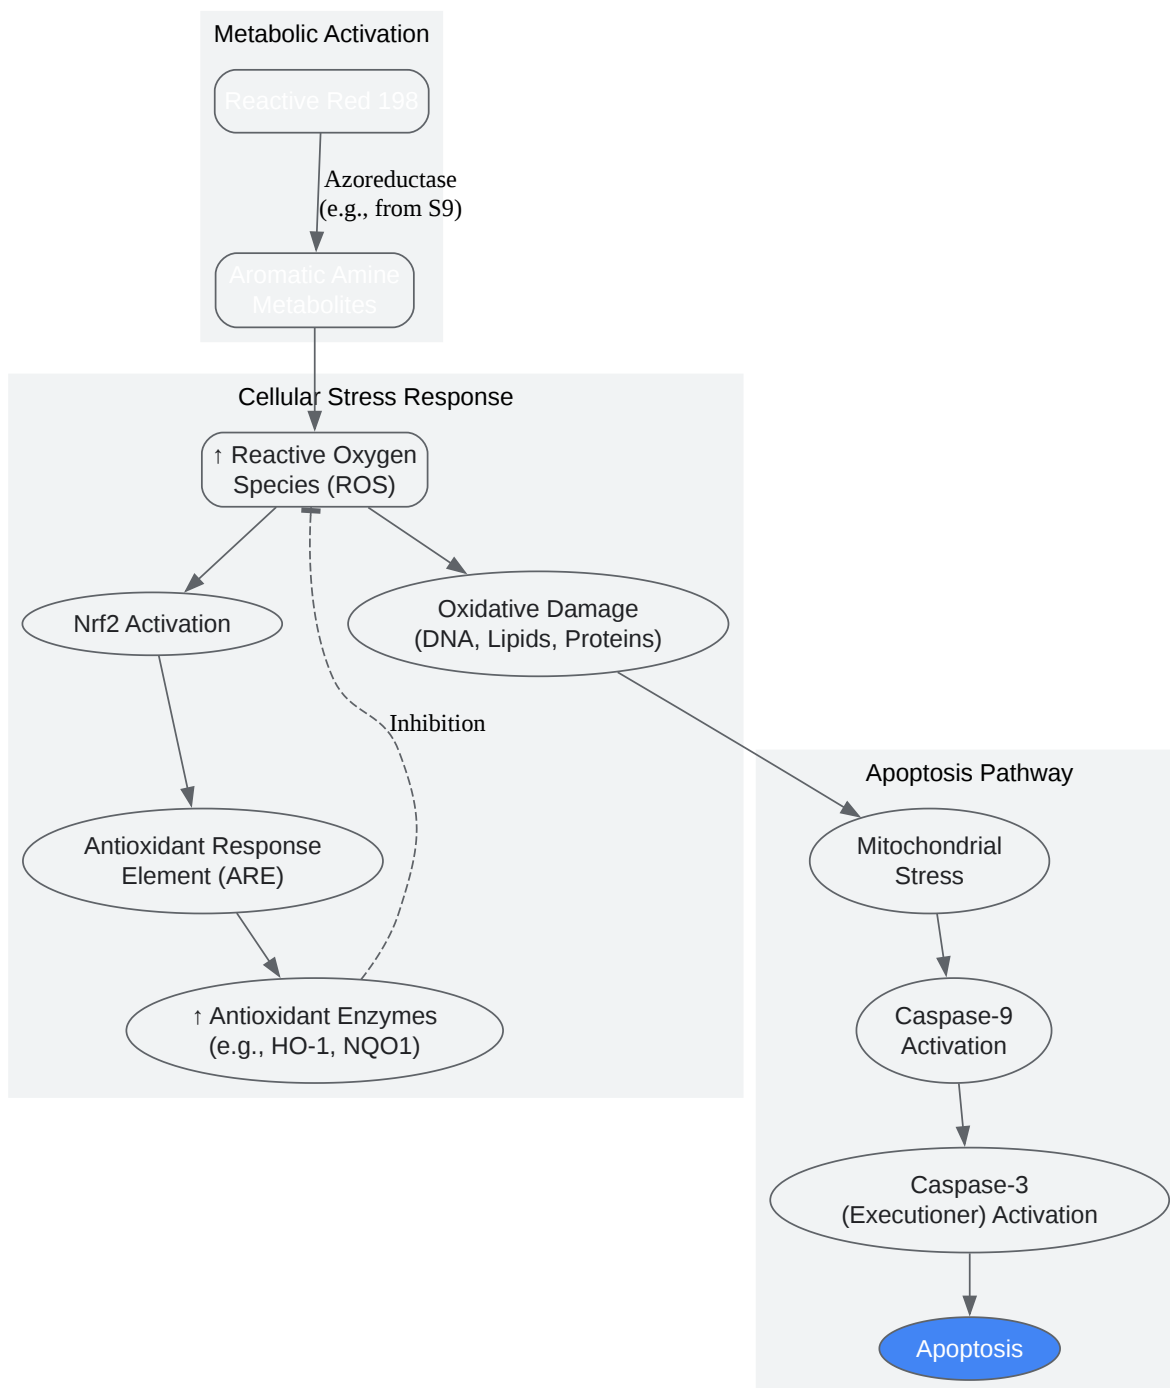 Metabolic Activation
Reactive Red 198
Azoreductase
(e.g., from S9)
Aromatic Amine
Metabolites
Cellular Stress Response
↑ Reactive Oxygen
Species (ROS)
Nrf2 Activation
Oxidative Damage
(DNA, Lipids, Proteins)
Inhibition
Apoptosis Pathway
Antioxidant Response
Element (ARE)
Mitochondrial
Stress
↑ Antioxidant Enzymes
(e.g., HO-1, NQO1)
Caspase-9
Activation
Caspase-3
(Executioner) Activation
Apoptosis